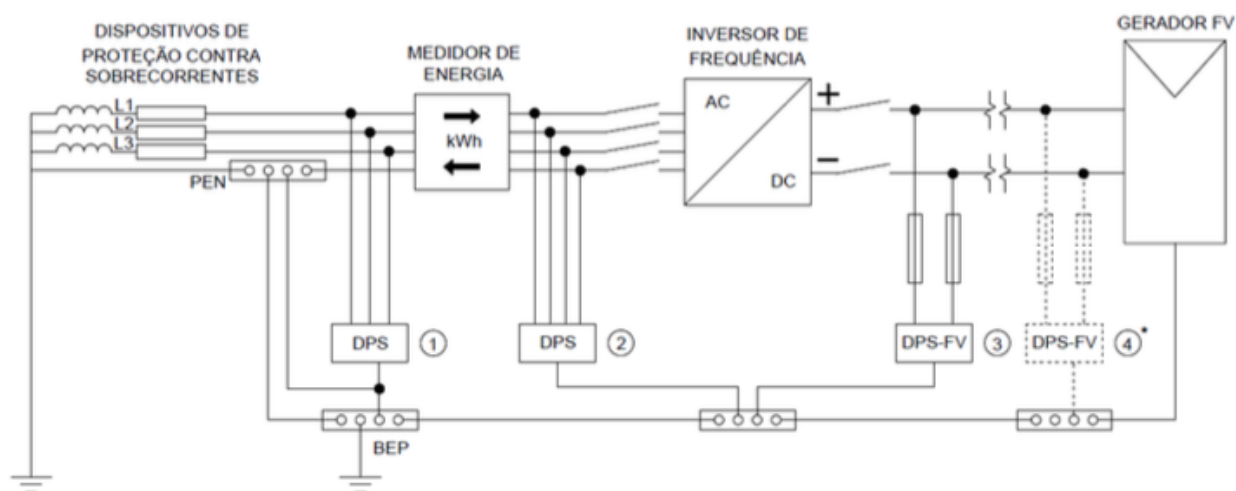 DISPOSITIVOS DE
PROTEÇÃO CONTRA
SOBRECORRENTES
MEDIDOR DE
ENERGIA
INVERSOR DE
FREQUÊNCIA
GERADOR FV
L1
L2
L3
PEN
kWh
AC
DC
+
−
DPS
1
DPS
2
DPS-FV
3
DPS-FV
4*
BEP